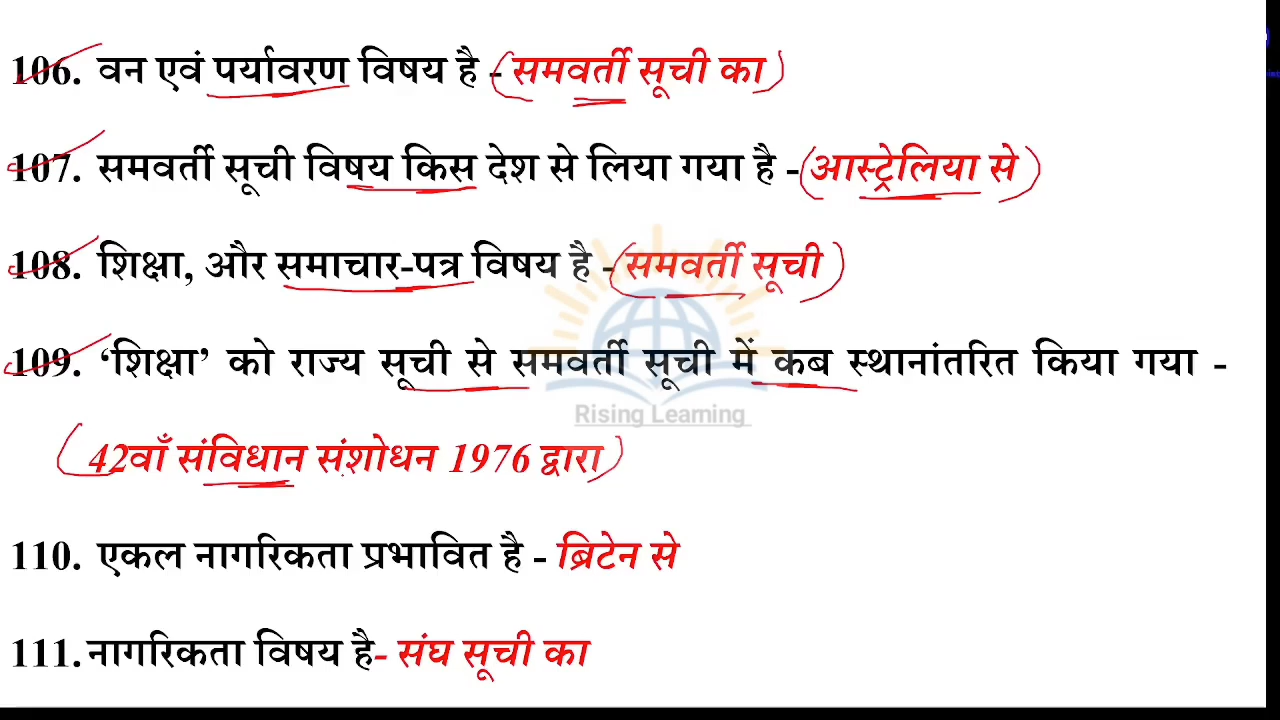 106. वन एवं पर्यावरण विषय है - समवर्ती सूची का
107. समवर्ती सूची विषय किस देश से लिया गया है - आस्ट्रेलिया से
108. शिक्षा, और समाचार-पत्र विषय है - समवर्ती सूची
109. ‘शिक्षा’ को राज्य सूची से समवर्ती सूची में कब स्थानांतरित किया गया -
Rising Learning
42वाँ संविधान संशोधन 1976 द्वारा
110. एकल नागरिकता प्रभावित है - ब्रिटेन से
111. नागरिकता विषय है- संघ सूची का